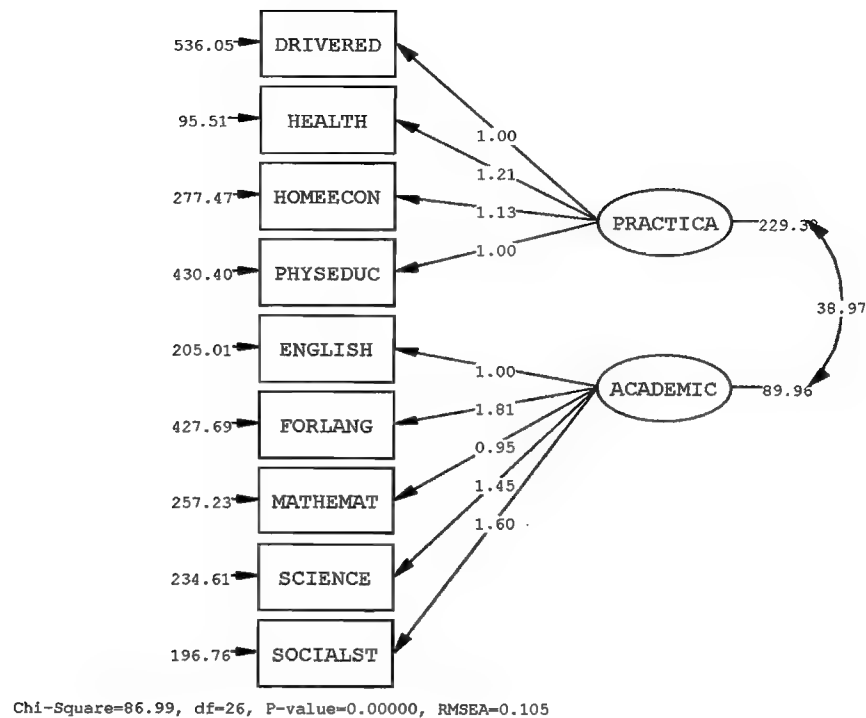 536.05 DRIVERED
95.51 HEALTH 1.00
1.21
277.47 HOMEECON 1.13 PRACTICA
430.40 PHYSEDUC 1.00
38.97
205.01 ENGLISH 1.00
ACADEMIC 89.96
427.69 FORLANG 1.81
0.95
257.23 MATHEMAT 1.45
1.60
234.61 SCIENCE
196.76 SOCIALST
Chi-Square=86.99, df=26, P-value=0.00000, RMSEA=0.105